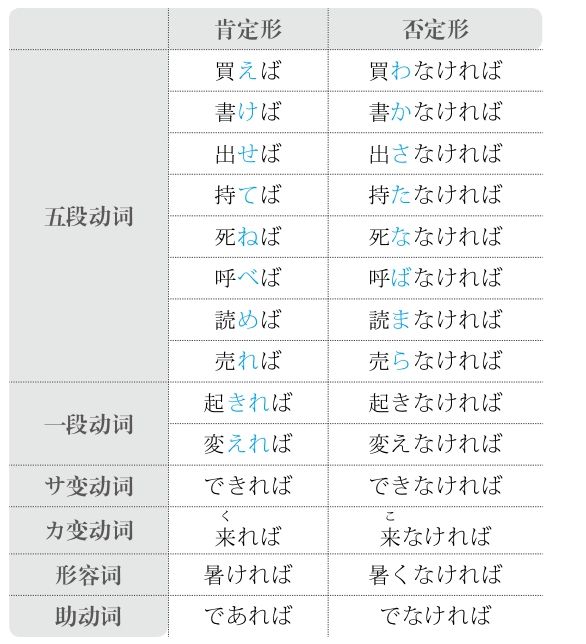 肯定形 否定形
五段动词 買えば 買わなければ
書けば 書かなければ
出せば 出さなければ
持てば 持たなければ
死ねば 死ななければ
呼べば 呼ばなければ
読めば 読まなければ
売れば 売らなければ
一段动词 起きれば 起きなければ
変えれば 変えなければ
サ变动词 できれば できなければ
く こ
カ变动词 来れば 来なければ
形容词 暑ければ 暑くなければ
助动词 であれば でなければ